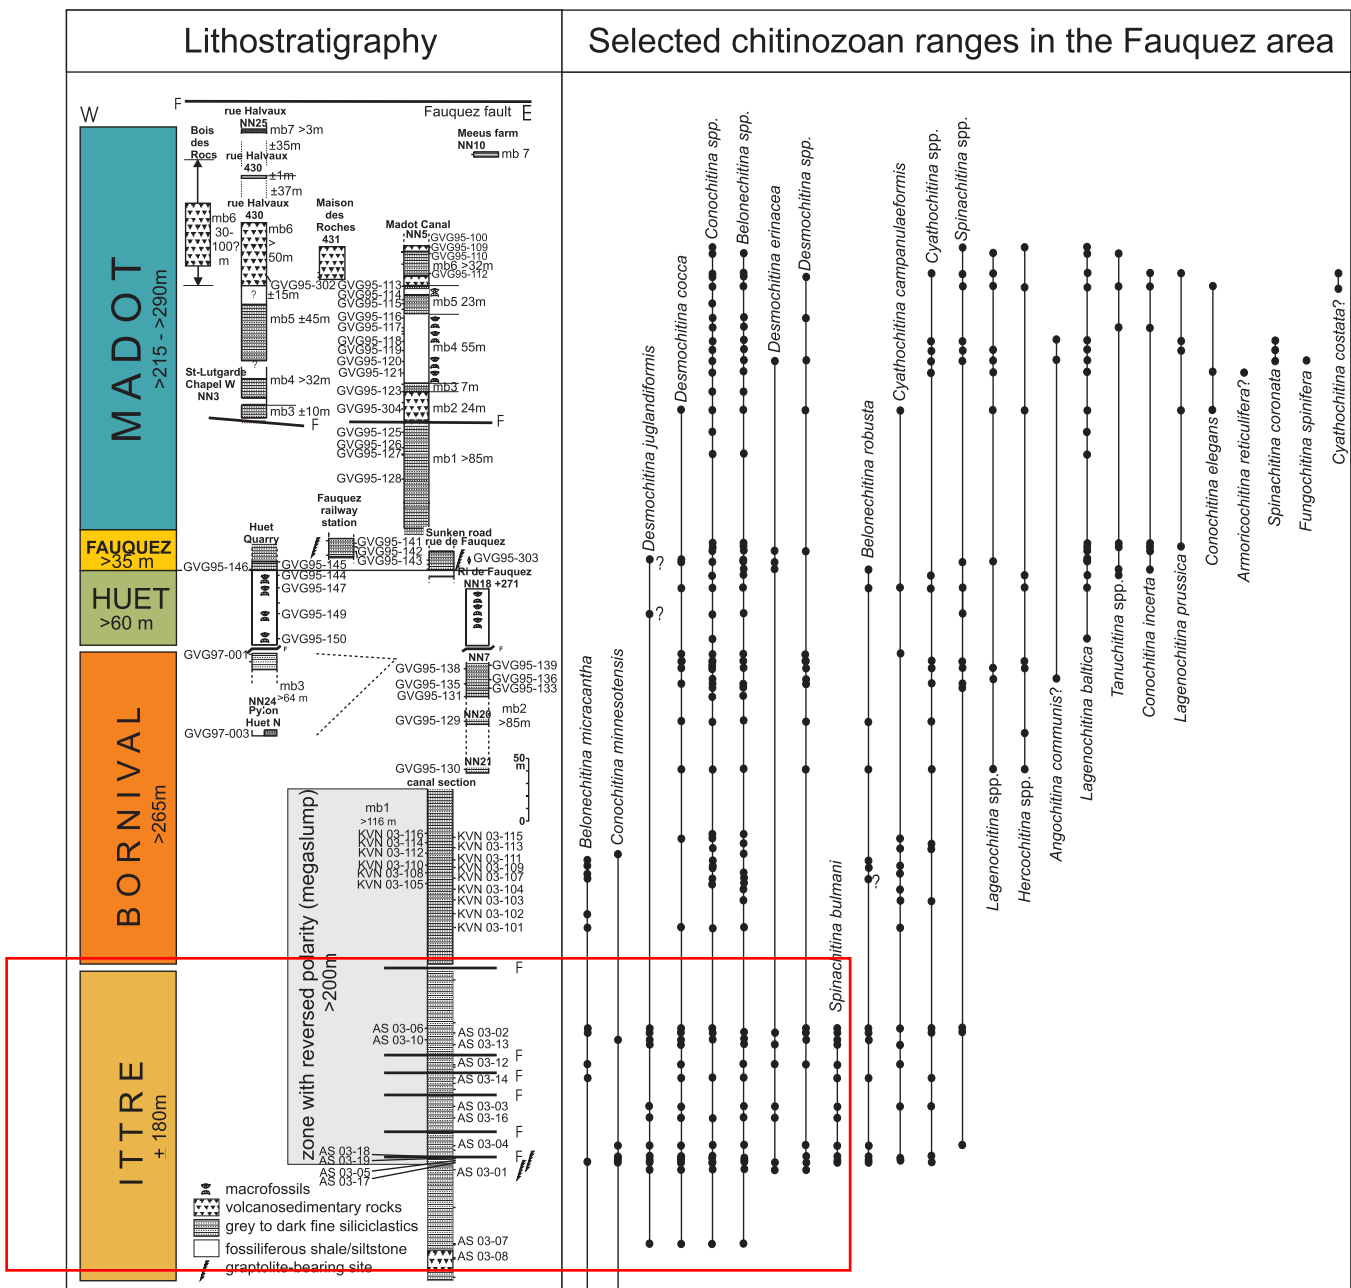 Lithostratigraphy
Selected chitinozoan ranges in the Fauquez area
W
F
Fauquez fault
E
MADOT
>215 - >290m
FAUQUEZ
>35 m
HUET
>60 m
BORNIVAL
>265m
ITTRE
± 180m
Bois
des
Rocs
mb6
30-
100?
m
rue Halvaux
NN25
mb7 >3m
±35m
rue Halvaux
430
±1m
±37m
rue Halvaux
430
mb6
>
50m
GVG95-302
?
±15m
mb5 ±45m
?
St-Lutgarde
Chapel W
NN3
mb4 >32m
mb3 ±10m
F
Maison
des
Roches
431
Meeus farm
NN10
mb 7
Madot Canal
NN5
GVG95-100
GVG95-109
GVG95-110
mb6 >32m
GVG95-112
GVG95-113
GVG95-114
GVG95-115
mb5 23m
GVG95-116
GVG95-117
GVG95-118
GVG95-119
mb4 55m
GVG95-120
GVG95-121
mb3 7m
GVG95-123
GVG95-304
mb2 24m
F
GVG95-125
GVG95-126
GVG95-127
mb1 >85m
GVG95-128
Fauquez
railway
station
GVG95-141
GVG95-142
GVG95-143
Sunken road
rue de Fauquez
GVG95-303
Huet
Quarry
GVG95-146
GVG95-145
GVG95-144
GVG95-147
GVG95-149
GVG95-150
F
Ri de Fauquez
NN18 +271
F
GVG97-001
mb3
>64 m
NN24
Pylon
Huet N
GVG97-003
NN7
GVG95-138
GVG95-139
GVG95-136
GVG95-135
GVG95-133
GVG95-131
mb2
>85m
NN20
GVG95-129
NN21
GVG95-130
50
m
0
canal section
zone with reversed polarity (megaslump)
>200m
mb1
>116 m
KVN 03-116
KVN 03-115
KVN 03-114
KVN 03-113
KVN 03-112
KVN 03-111
KVN 03-110
KVN 03-109
KVN 03-108
KVN 03-107
KVN 03-105
KVN 03-104
KVN 03-103
KVN 03-102
KVN 03-101
F
AS 03-06
AS 03-02
AS 03-10
AS 03-13
F
AS 03-12
F
AS 03-14
F
AS 03-03
AS 03-16
F
AS 03-04
AS 03-18
F
AS 03-19
AS 03-05
AS 03-01
AS 03-17
AS 03-07
AS 03-08
macrofossils
volcanosedimentary rocks
grey to dark fine siliciclastics
fossiliferous shale/siltstone
graptolite-bearing site
Belonechitina micracantha
Conochitina minnesotensis
Desmochitina juglandiformis
?
?
Desmochitina cocca
Conochitina spp.
Belonechitina spp.
Desmochitina erinacea
Desmochitina spp.
Spinachitina bulmani
Belonechitina robusta
?
Cyathochitina campanulaeformis
Cyathochitina spp.
Spinachitina spp.
Lagenochitina spp.
Hercochitina spp.
Angochitina communis?
Lagenochitina baltica
Tanuchitina spp.
Conochitina incerta
Lagenochitina prussica
Conochitina elegans
Armoricochitina reticulifera?
Spinachitina coronata
Fungochitina spinifera
Cyathochitina costata?